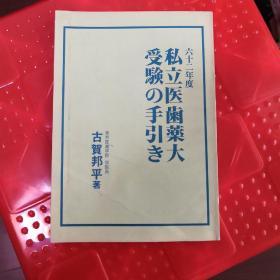 六十二年度
私立医歯薬大
受験の手引き
古賀邦平著